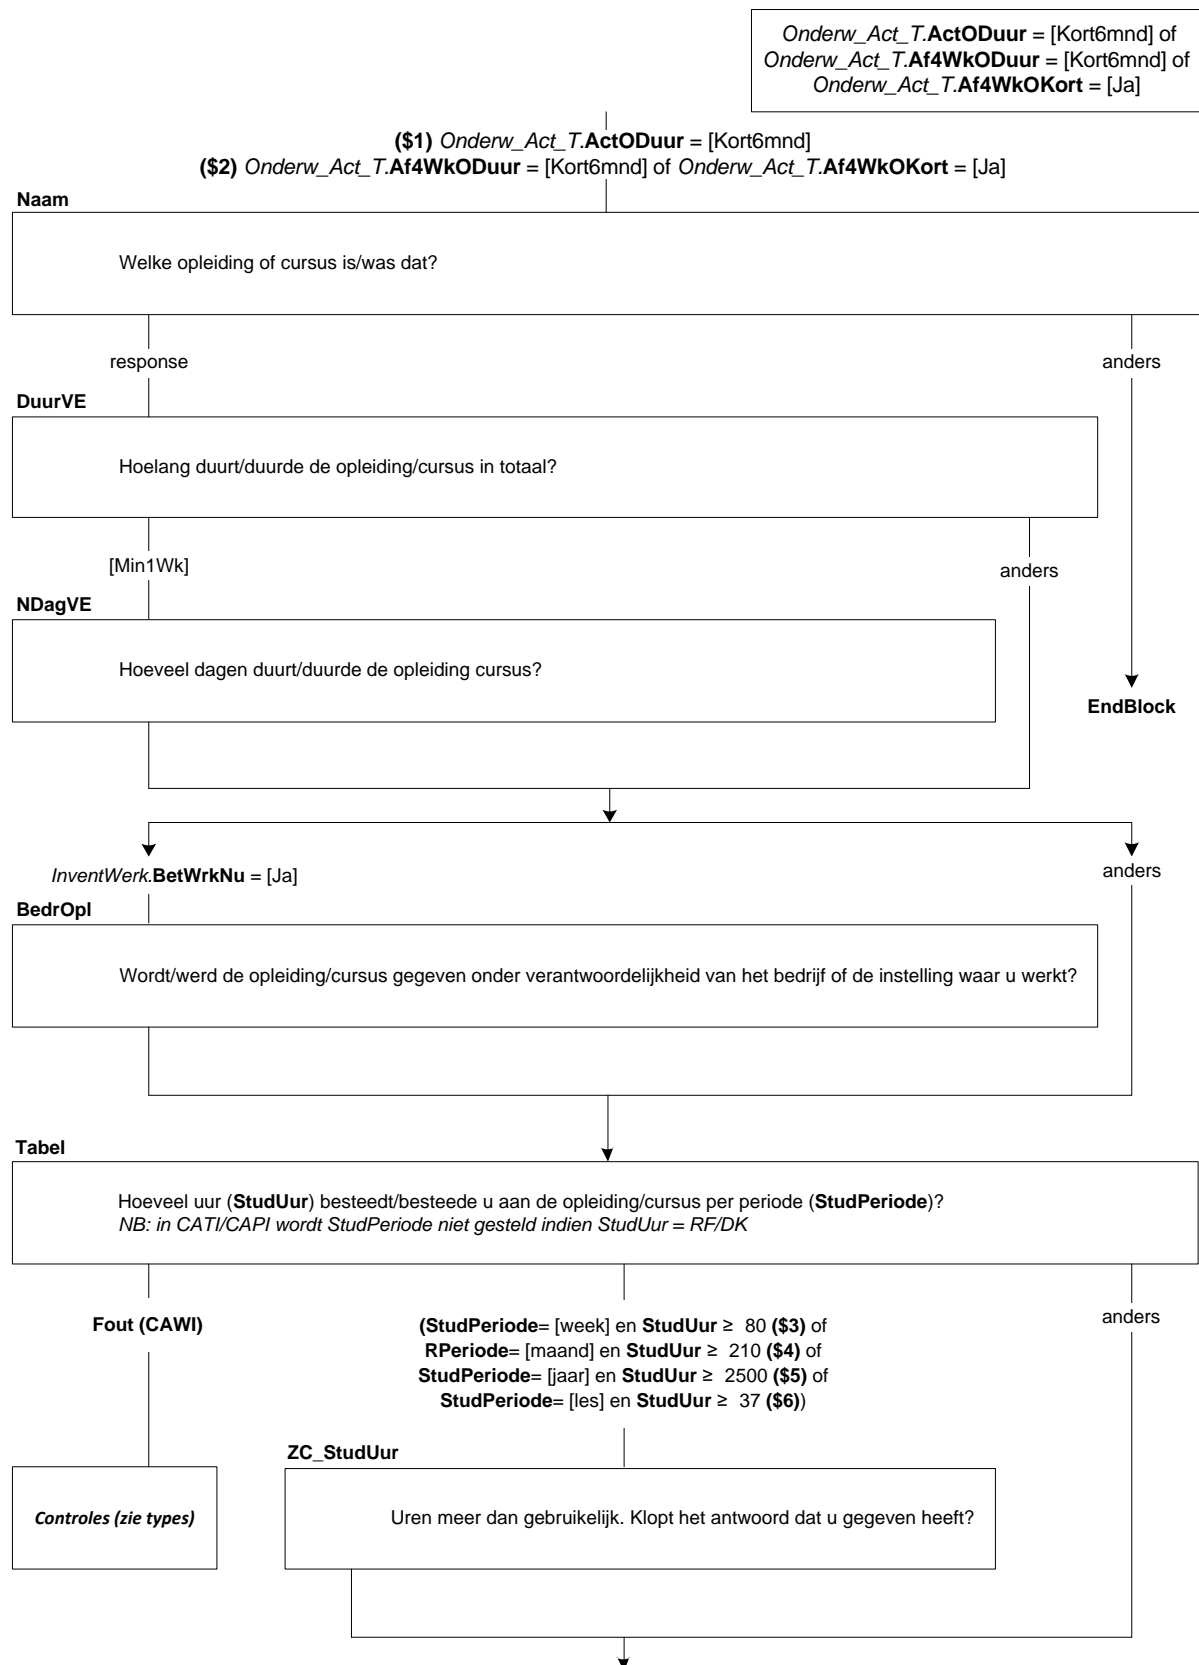 Onderw_Act_T.ActODuur = [Kort6mnd] of
Onderw_Act_T.Af4WkODuur = [Kort6mnd] of
Onderw_Act_T.Af4WkOKort = [Ja]
($1) Onderw_Act_T.ActODuur = [Kort6mnd]
($2) Onderw_Act_T.Af4WkODuur = [Kort6mnd] of Onderw_Act_T.Af4WkOKort = [Ja]
Naam
Welke opleiding of cursus is/was dat?
response
anders
DuurVE
Hoelang duurt/duurde de opleiding/cursus in totaal?
[Min1Wk]
anders
NDagVE
Hoeveel dagen duurt/duurde de opleiding cursus?
EndBlock
InventWerk.BetWrkNu = [Ja]
anders
BedrOpl
Wordt/werd de opleiding/cursus gegeven onder verantwoordelijkheid van het bedrijf of de instelling waar u werkt?
Tabel
Hoeveel uur (StudUur) besteedt/besteede u aan de opleiding/cursus per periode (StudPeriode)?
NB: in CATI/CAPI wordt StudPeriode niet gesteld indien StudUur = RF/DK
Fout (CAWI)
(StudPeriode= [week] en StudUur ≥ 80 ($3) of
RPeriode= [maand] en StudUur ≥ 210 ($4) of
StudPeriode= [jaar] en StudUur ≥ 2500 ($5) of
StudPeriode= [les] en StudUur ≥ 37 ($6))
anders
ZC_StudUur
Controles (zie types)
Uren meer dan gebruikelijk. Klopt het antwoord dat u gegeven heeft?